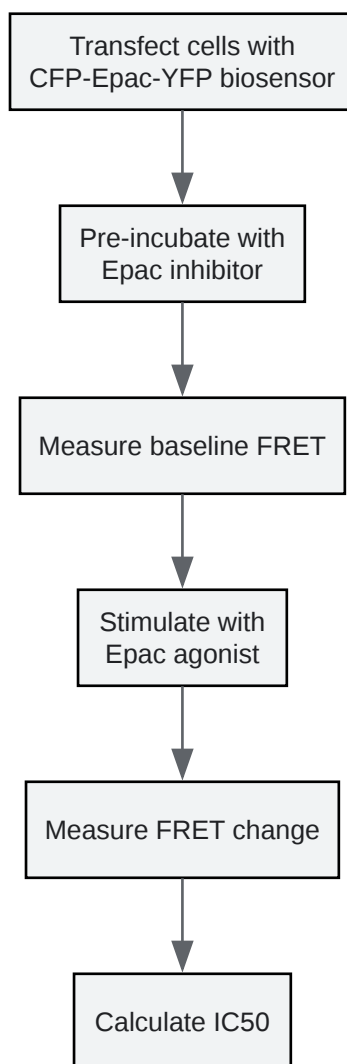 Transfect cells with
CFP-Epac-YFP biosensor
Pre-incubate with
Epac inhibitor
Measure baseline FRET
Stimulate with
Epac agonist
Measure FRET change
Calculate IC50